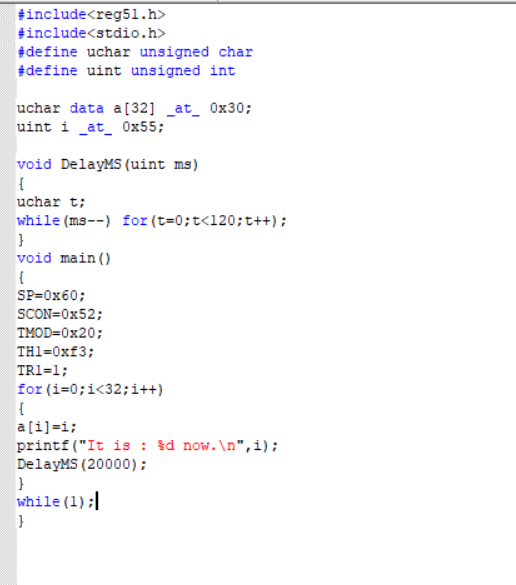 #include<reg51.h>
#include<stdio.h>
#define uchar unsigned char
#define uint unsigned int
uchar data a[32] _at_ 0x30;
uint i _at_ 0x55;
void DelayMS(uint ms)
{
uchar t;
while(ms--) for(t=0;t<120;t++);
}
void main()
{
SP=0x60;
SCON=0x52;
TMOD=0x20;
TH1=0xf3;
TR1=1;
for(i=0;i<32;i++)
{
a[i]=i;
printf("It is : %d now.\n",i);
DelayMS(20000);
}
while(1);
}